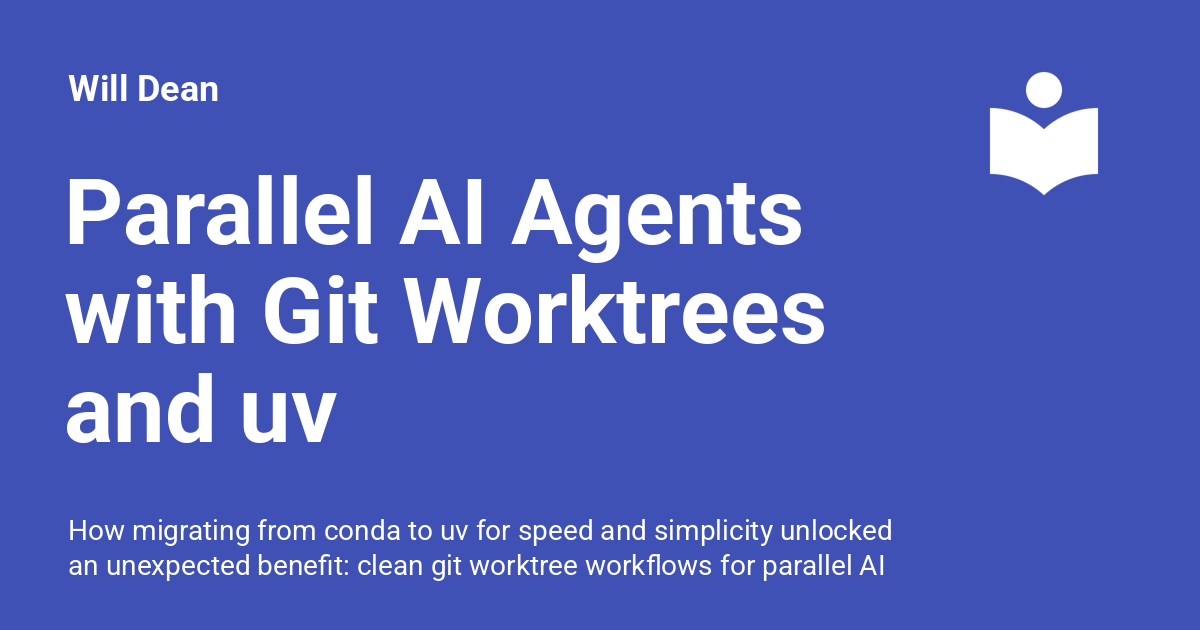 Will Dean
Parallel AI Agents
with Git Worktrees
and uv
How migrating from conda to uv for speed and simplicity unlocked
an unexpected benefit: clean git worktree workflows for parallel AI